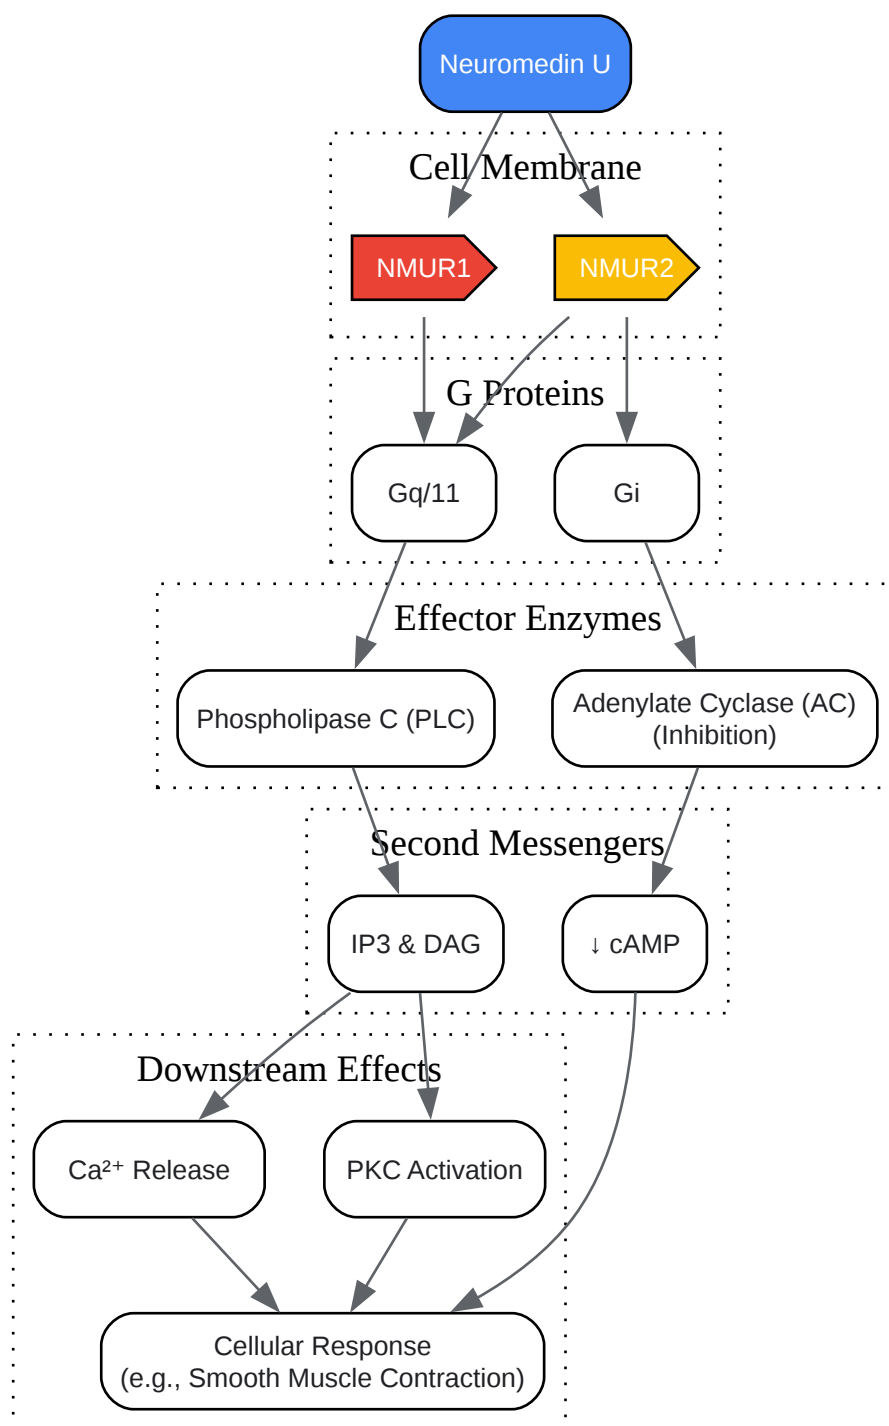 Neuromedin U
Cell Membrane
NMUR1
NMUR2
G Proteins
Gq/11
Gi
Effector Enzymes
Phospholipase C (PLC)
Adenylate Cyclase (AC)
(Inhibition)
Second Messengers
IP3 & DAG
↓ cAMP
Downstream Effects
Ca²⁺ Release
PKC Activation
Cellular Response
(e.g., Smooth Muscle Contraction)